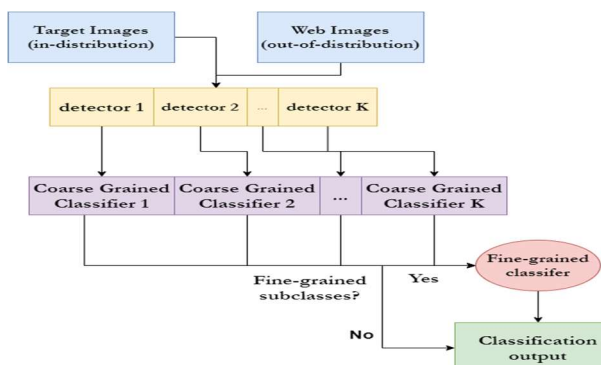 Target Images
(in-distribution)
Web Images
(out-of-distribution)
detector 1
detector 2
...
detector K
Coarse Grained
Classifier 1
Coarse Grained
Classifier 2
...
Coarse Grained
Classifier K
Fine-grained
subclasses?
Yes
Fine-grained
classifer
No
Classification
output